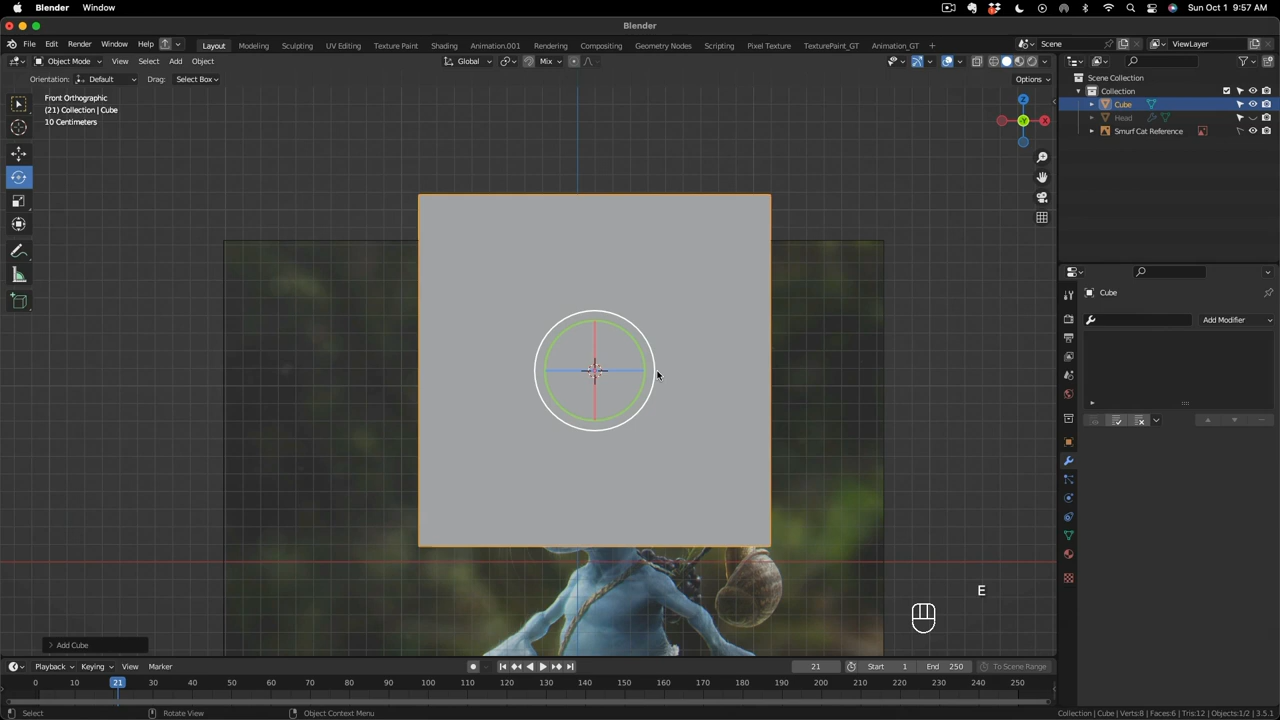 Blender Window Sun Oct 1 9:57 AM
Blender
File Edit Render Window Help Layout Modeling Sculpting UV Editing Texture Paint Shading Animation.001 Rendering Compositing Geometry Nodes Scripting Pixel Texture TexturePaint_GT Animation_GT + Scene ViewLayer
Object Mode View Select Add Object Global Mix
Orientation: Default Drag: Select Box Options
Scene Collection
Collection
Cube
Head
Smurf Cat Reference
Front Orthographic
(21) Collection | Cube
10 Centimeters
Z
-Y
X
Cube
Add Modifier
E
Add Cube
Playback Keying View Marker 21 Start 1 End 250 To Scene Range
0 10 21 30 40 50 60 70 80 90 100 110 120 130 140 150 160 170 180 190 200 210 220 230 240 250
Select Rotate View Object Context Menu Collection | Cube | Verts:8 | Faces:6 | Tris:12 | Objects:1/2 | 3.5.1